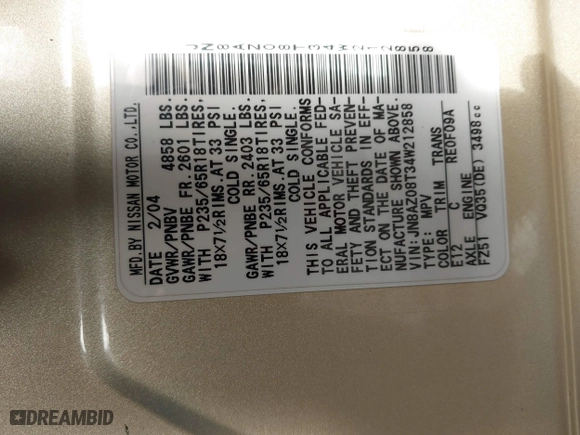 JN8AZ08T34W212858
MFD.BY NISSAN MOTOR CO.,LTD.
DATE 2/04
GVWR/PNBV 4858 LBS.
GAWR/PNBE FR. 2601 LBS.
WITH P235/65R18TIRES,
18X7½RIMS.AT 33 PSI
COLD SINGLE.
GAWR/PNBE RR. 2403 LBS.
WITH P235/65R18TIRES,
18X7½RIMS.AT 33 PSI
COLD SINGLE.
THIS VEHICLE CONFORMS
TO ALL APPLICABLE FED-
ERAL MOTOR VEHICLE SA-
FETY AND THEFT PREVEN-
TION STANDARDS IN EFF-
ECT ON THE DATE OF MA-
NUFACTURE SHOWN ABOVE.
VIN:JN8AZ08T34W212858
TYPE: MPV
COLOR TRIM TRANS
E12 C RE0F09A
AXLE ENGINE
FZ51 VQ35(DE) 3498cc
DREAMBID